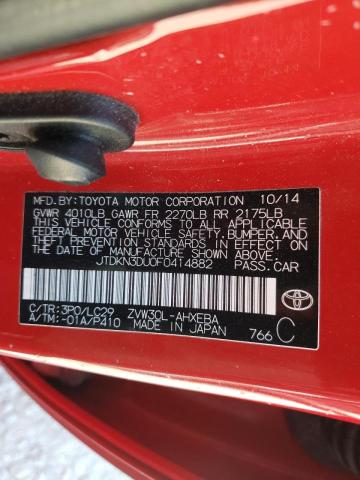 MFD. BY: TOYOTA MOTOR CORPORATION 10/14
GVWR 4010LB GAWR FR 2270LB RR 2175LB
THIS VEHICLE CONFORMS TO ALL APPLICABLE
FEDERAL MOTOR VEHICLE SAFETY, BUMPER, AND
THEFT PREVENTION STANDARDS IN EFFECT ON
THE DATE OF MANUFACTURE SHOWN ABOVE.
JTDKN3DU0F0414882 PASS. CAR
C/TR:3P0/LC29 ZVW30L-AHXEBA
A/TM:-01A/P410 MADE IN JAPAN 766 C